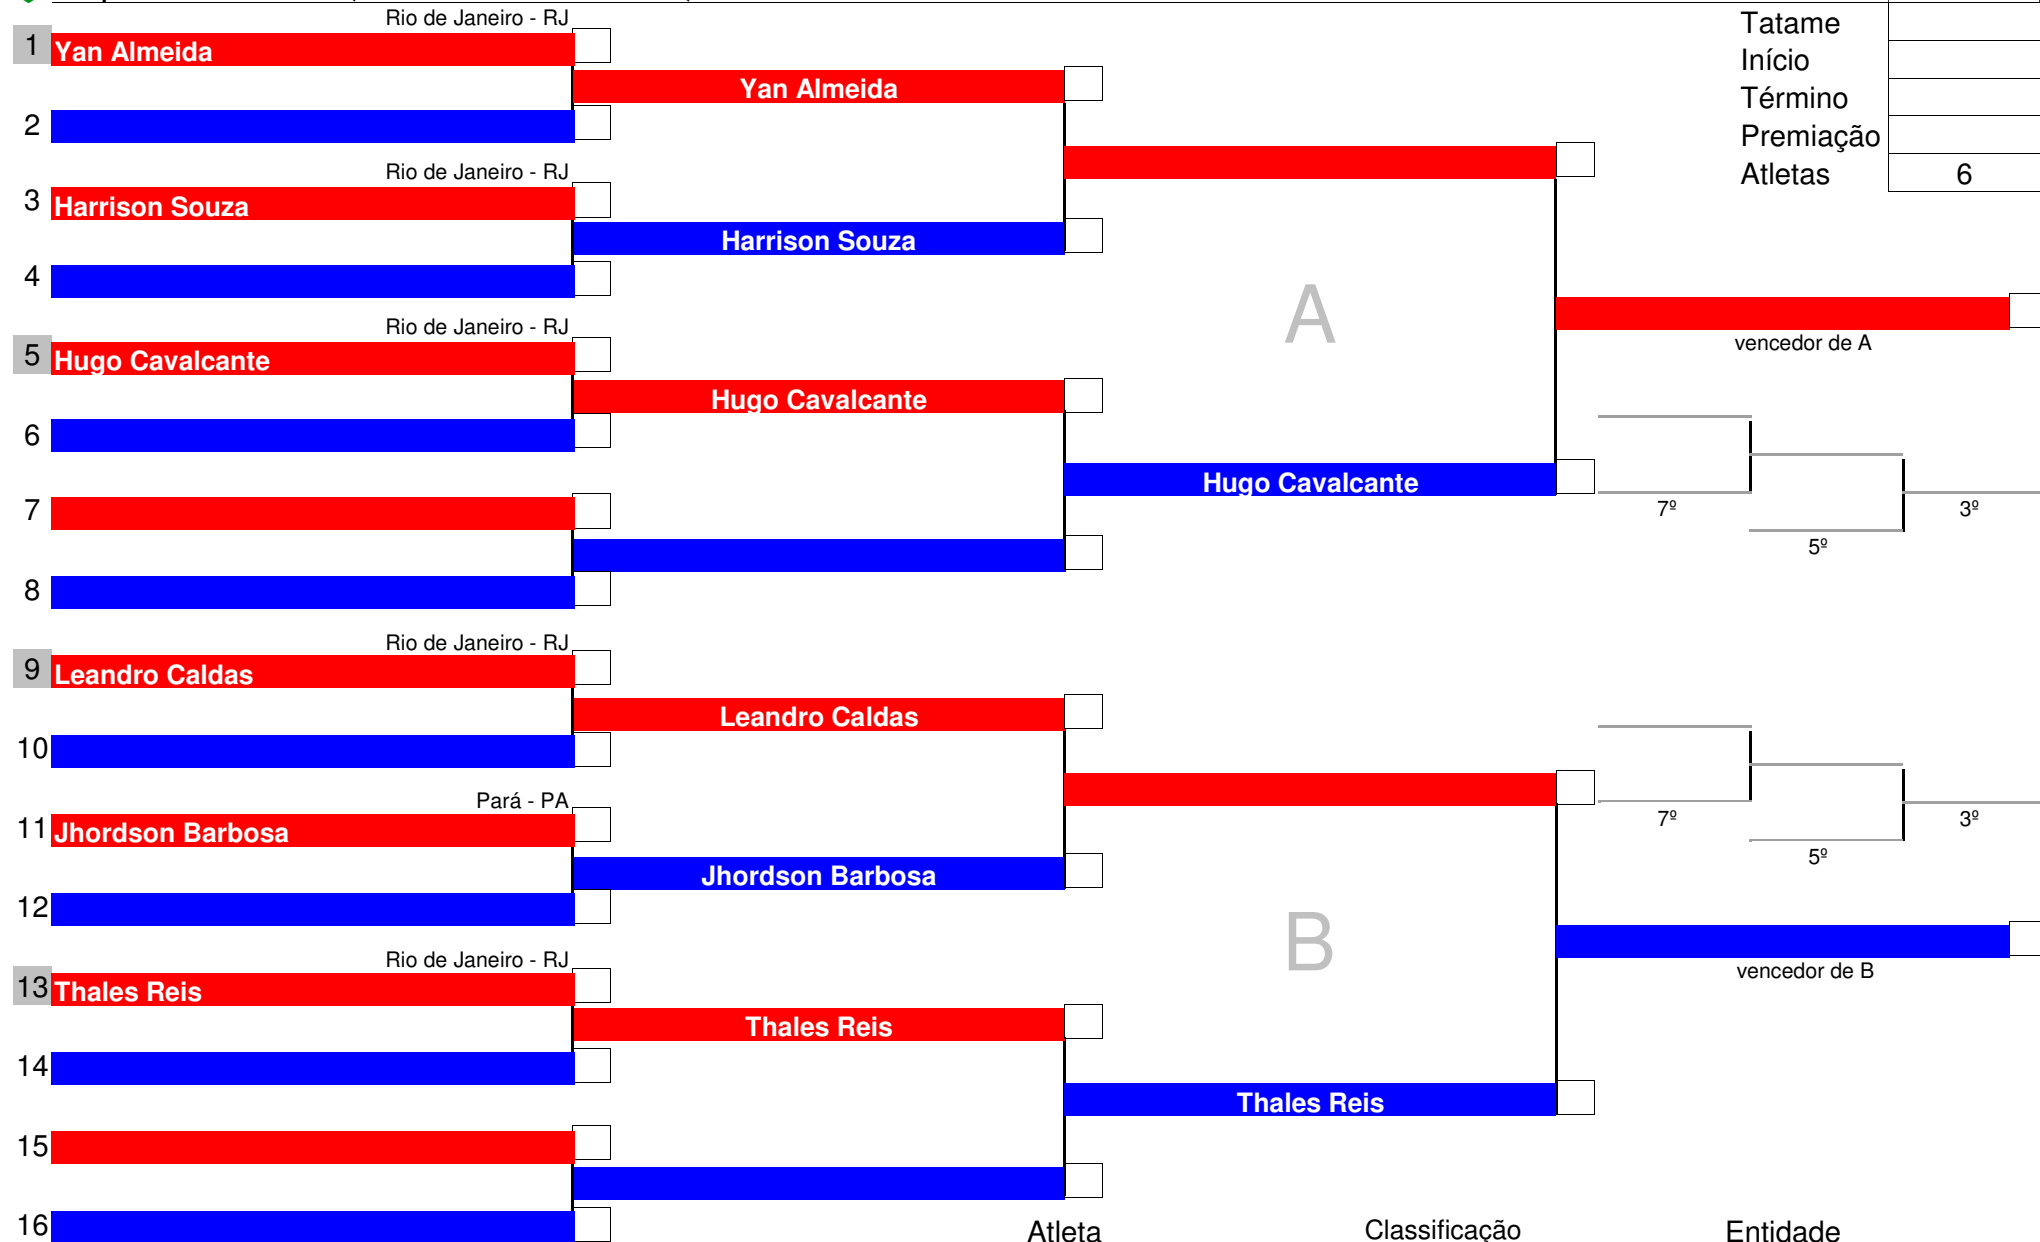 Rio de Janeiro - RJ
1 Yan Almeida
Yan Almeida
2
Rio de Janeiro - RJ
3 Harrison Souza
Harrison Souza
4
Rio de Janeiro - RJ
5 Hugo Cavalcante
Hugo Cavalcante
6
Hugo Cavalcante
7
8
Tatame
Início
Término
Premiação
Atletas 6
A
vencedor de A
7º
3º
5º
Rio de Janeiro - RJ
9 Leandro Caldas
Leandro Caldas
10
Pará - PA
11 Jhordson Barbosa
Jhordson Barbosa
12
Rio de Janeiro - RJ
13 Thales Reis
Thales Reis
14
Thales Reis
15
16
7º
3º
5º
B
vencedor de B
Atleta Classificação Entidade